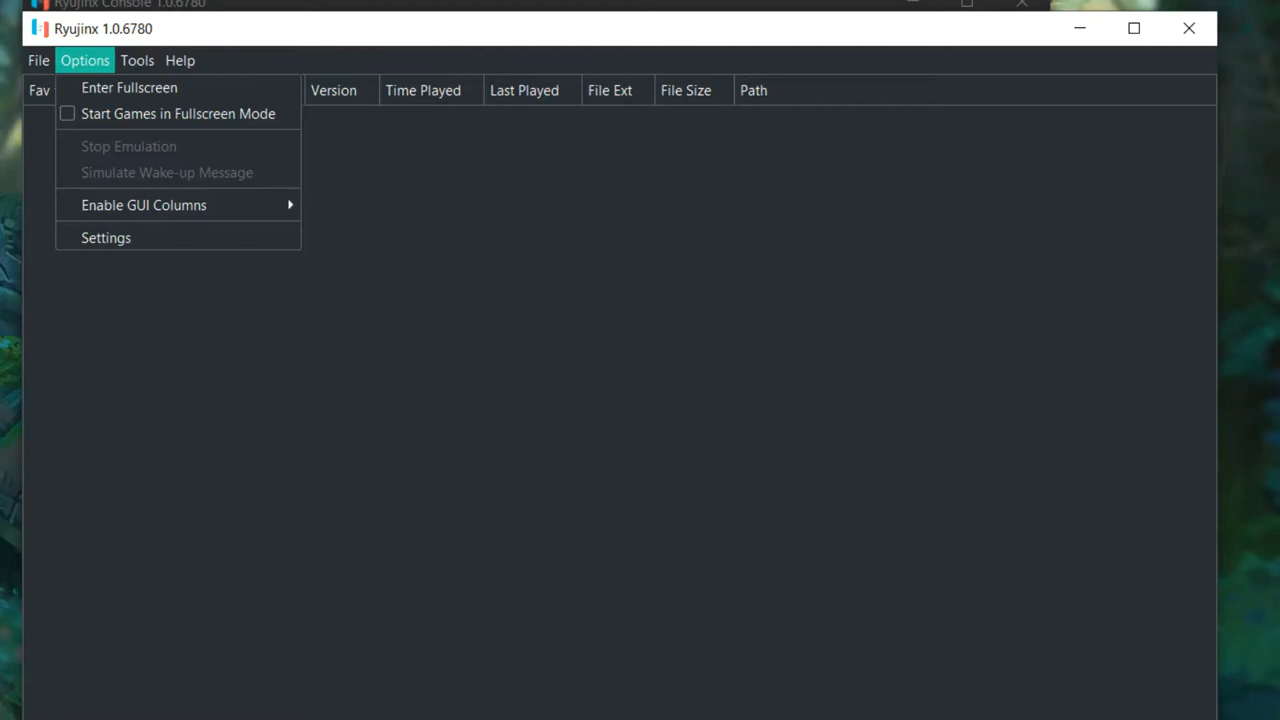 Ryujinx Console 1.0.6780
Ryujinx 1.0.6780
File Options Tools Help
Fav Version Time Played Last Played File Ext File Size Path
Enter Fullscreen
Start Games in Fullscreen Mode
Stop Emulation
Simulate Wake-up Message
Enable GUI Columns
Settings